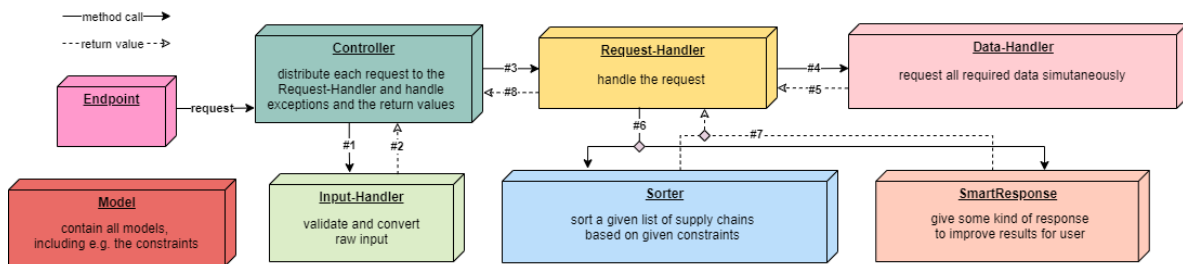 method call
return value
Controller
distribute each request to the
Request-Handler and handle
exceptions and the return values
#3
#8
Request-Handler
handle the request
#4
#5
Data-Handler
request all required data simutaneously
Endpoint
request
#1
#2
#6
#7
Model
contain all models,
including e.g. the constraints
Input-Handler
validate and convert
raw input
Sorter
sort a given list of supply chains
based on given constraints
SmartResponse
give some kind of response
to improve results for user